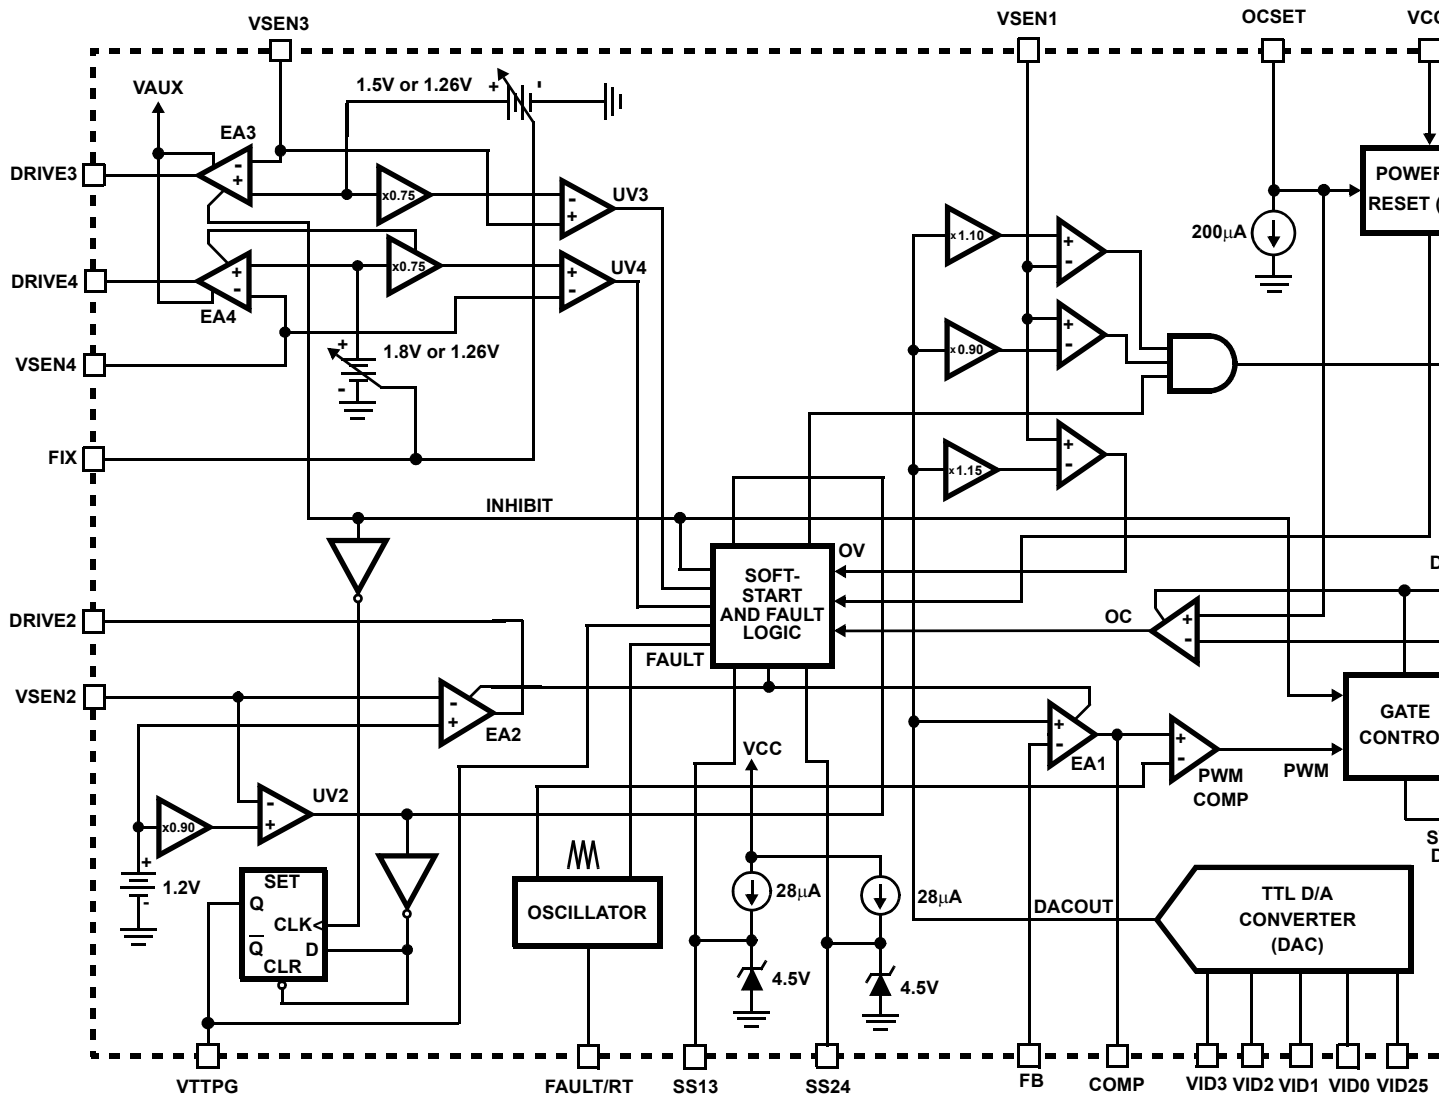 VSEN3
VSEN1
OCSET
VCC
1.5V or 1.26V
+
-
VAUX
EA3
-
+
DRIVE3
x0.75
-
+
UV3
POWER
RESET (
200μA
x1.10
+
-
DRIVE4
+
-
EA4
x0.75
+
-
UV4
+
1.8V or 1.26V
-
VSEN4
x0.90
+
-
FIX
x1.15
+
-
INHIBIT
OV
SOFT-
START
AND FAULT
LOGIC
D
DRIVE2
OC
+
-
FAULT
VSEN2
-
+
EA2
+
-
EA1
+
-
PWM
COMP
PWM
GATE
CONTRO
VCC
UV2
-
+
x0.90
+
1.2V
-
S
D
SET
Q
CLK
Q
D
CLR
OSCILLATOR
28μA
28μA
DACOUT
TTL D/A
CONVERTER
(DAC)
4.5V
4.5V
VTTPG
FAULT/RT
SS13
SS24
FB
COMP
VID3
VID2
VID1
VID0
VID25